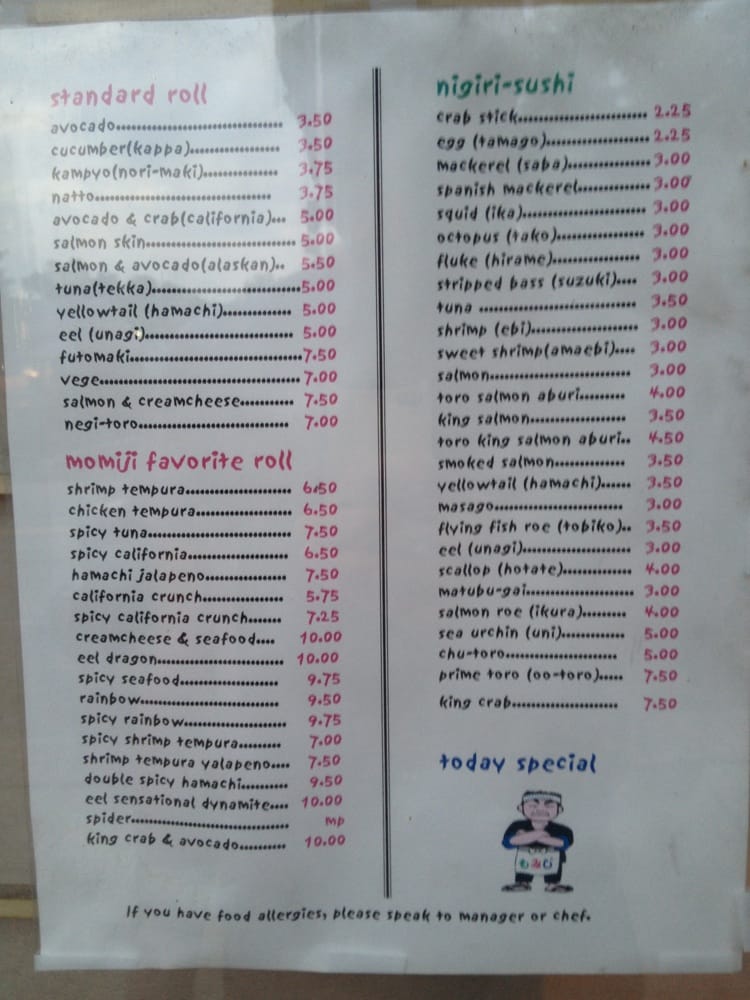 standard roll
avocado 3.50
cucumber(kappa) 3.50
kampyo(nori-maki) 3.75
natto 3.75
avocado & crab(california) 5.00
salmon skin 5.00
salmon & avocado(alaskan) 5.50
tuna(tekka) 5.00
yellowtail (hamachi) 5.00
eel (unagi) 5.00
futomaki 7.50
vege 7.00
salmon & creamcheese 7.50
negi-toro 7.00
momiji favorite roll
shrimp tempura 6.50
chicken tempura 6.50
spicy tuna 7.50
spicy california 6.50
hamachi jalapeno 7.50
california crunch 5.75
spicy california crunch 7.25
creamcheese & seafood 10.00
eel dragon 10.00
spicy seafood 9.75
rainbow 9.50
spicy rainbow 9.75
spicy shrimp tempura 7.00
shrimp tempura yalapeno 7.50
double spicy hamachi 9.50
eel sensational dynamite 10.00
spider mp
king crab & avocado 10.00
nigiri-sushi
crab stick 2.25
egg (tamago) 2.25
mackerel (saba) 3.00
spanish mackerel 3.00
squid (ika) 3.00
octopus (tako) 3.00
fluke (hirame) 3.00
stripped bass (suzuki) 3.00
tuna 3.50
shrimp (ebi) 3.00
sweet shrimp(amaebi) 3.00
salmon 3.00
toro salmon aburi 4.00
king salmon 3.50
toro king salmon aburi 4.50
smoked salmon 3.50
yellowtail (hamachi) 3.50
masago 3.00
flying fish roe (tobiko) 3.50
eel (unagi) 3.00
scallop (hotate) 4.00
matubu-gai 3.00
salmon roe (ikura) 4.00
sea urchin (uni) 5.00
chu-toro 5.00
prime toro (oo-toro) 7.50
king crab 7.50
today special
If you have food allergies, please speak to manager or chef.